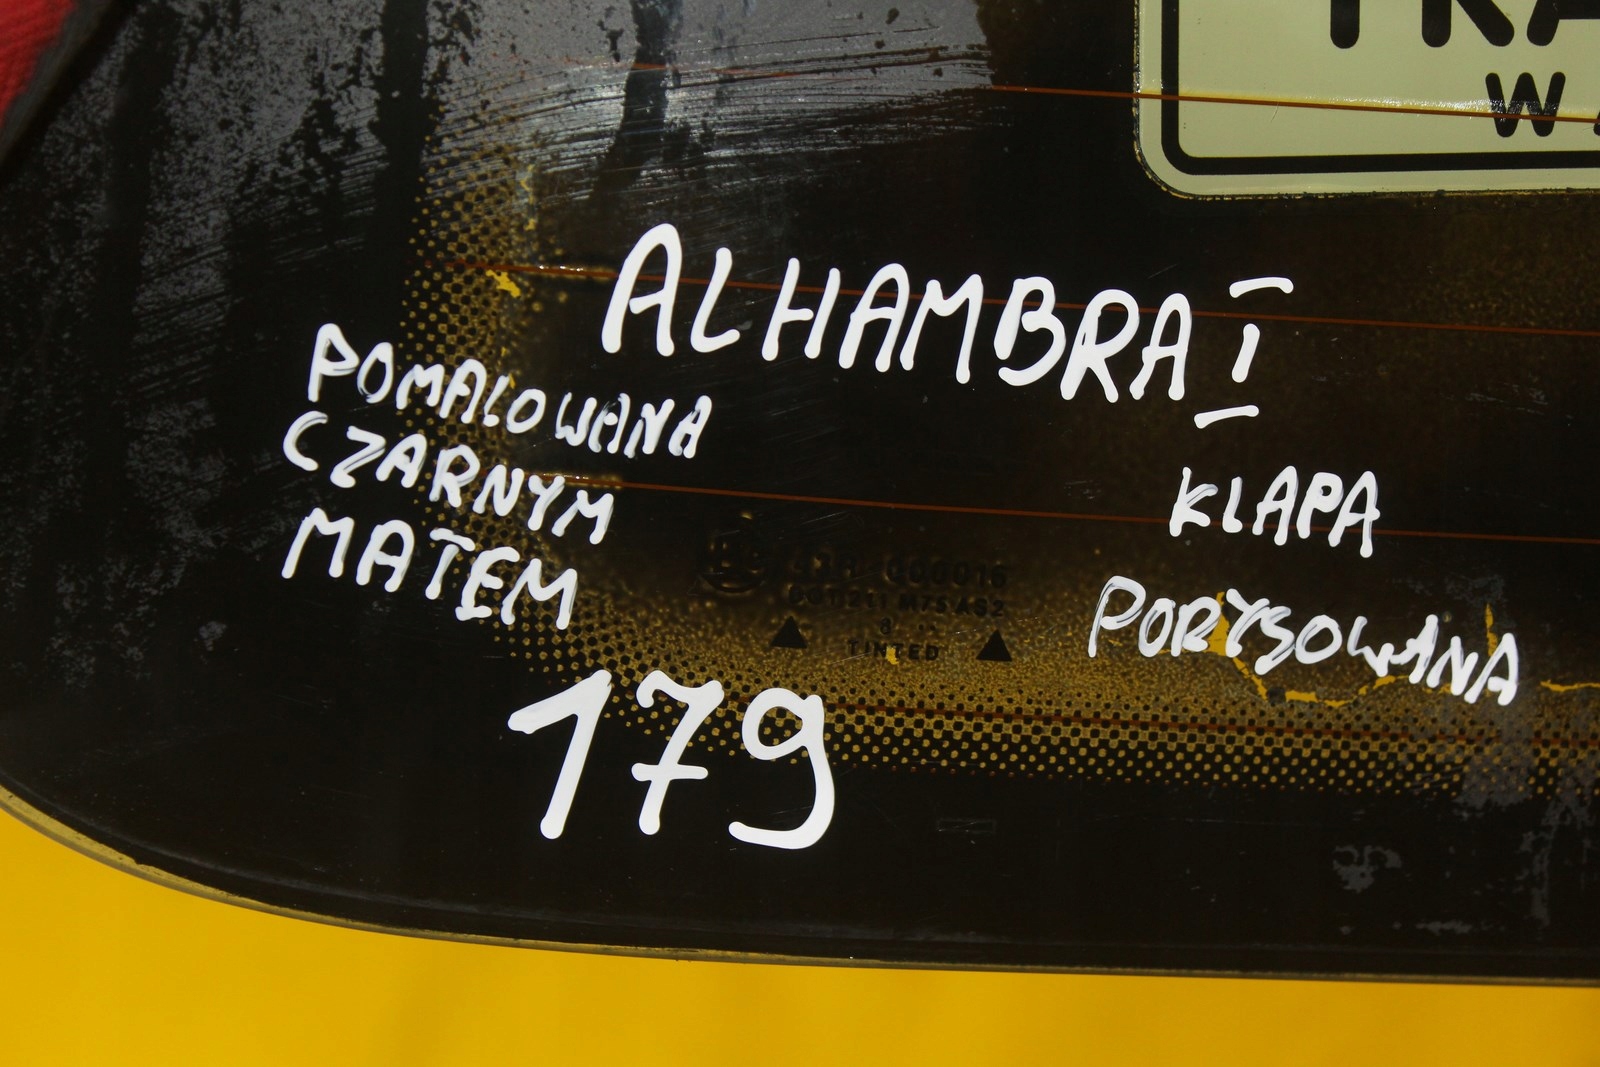 ALHAMBRA I
POMALOWANA
CZARNYM
MATEM
KLAPA
PORYSOWANA
TINTED
179